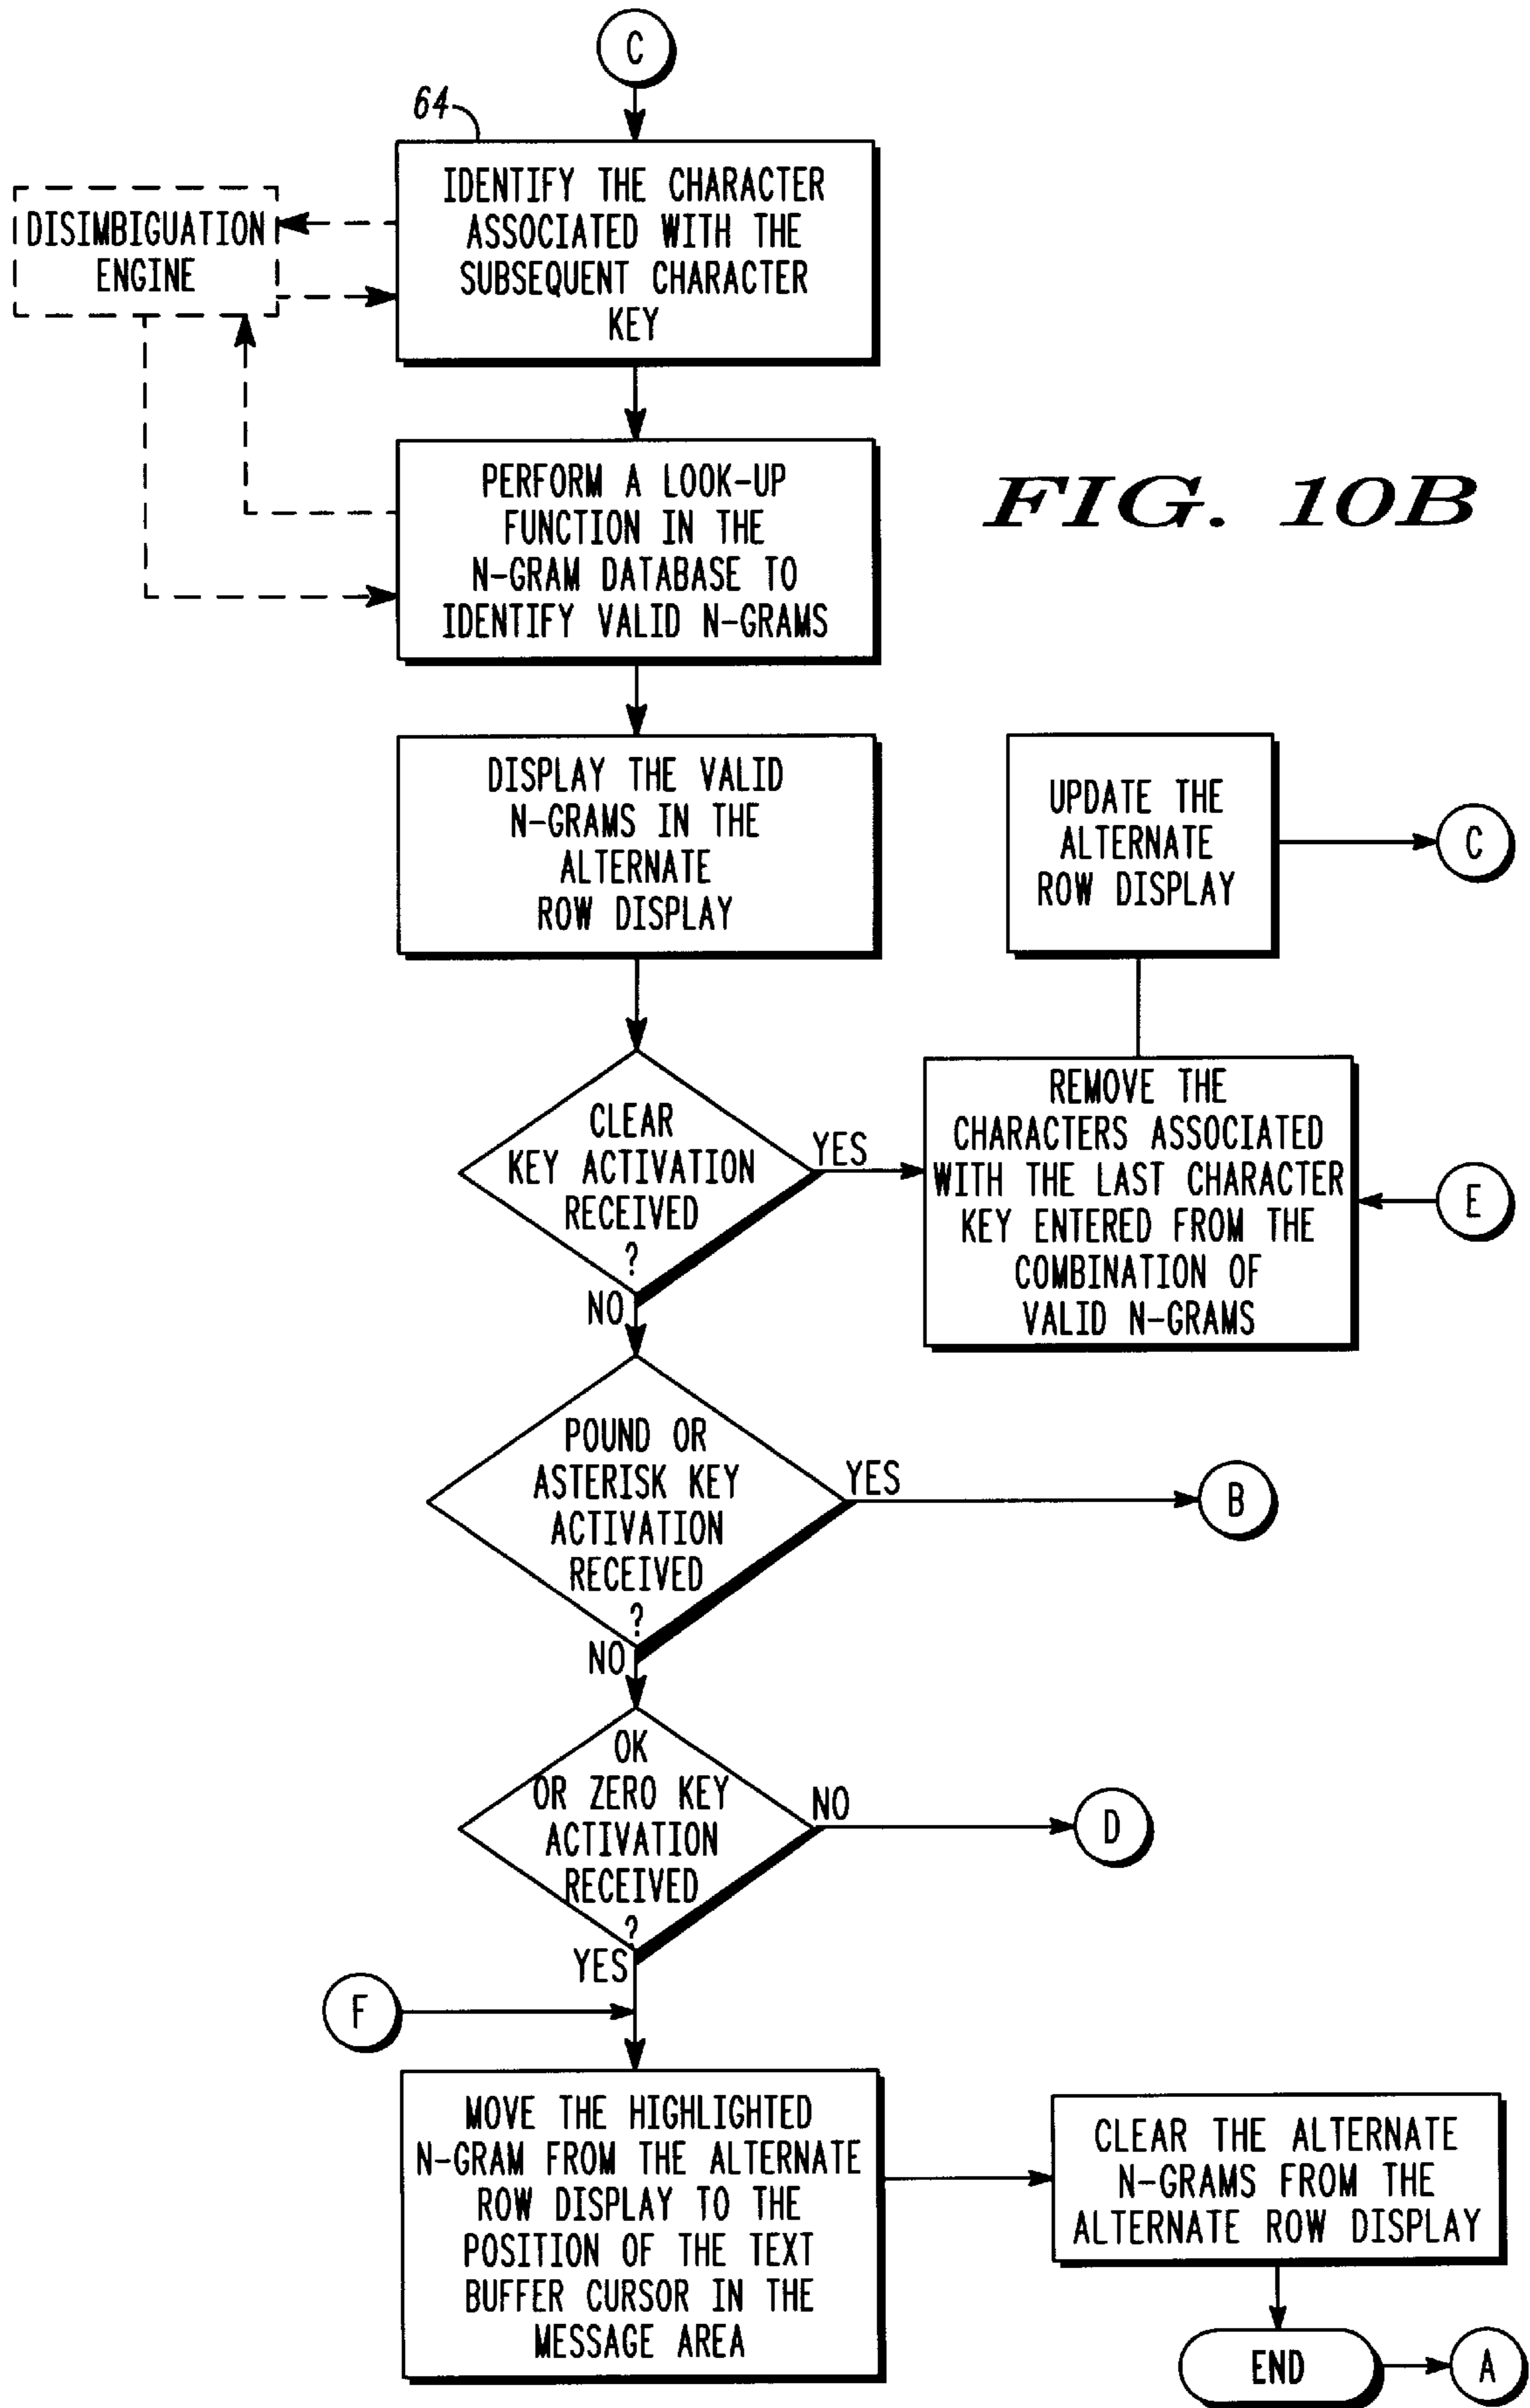 C
64
IDENTIFY THE CHARACTER
ASSOCIATED WITH THE
SUBSEQUENT CHARACTER
KEY
DISIMBIGUATION
ENGINE
PERFORM A LOOK-UP
FUNCTION IN THE
N-GRAM DATABASE TO
IDENTIFY VALID N-GRAMS
FIG. 10B
DISPLAY THE VALID
N-GRAMS IN THE
ALTERNATE
ROW DISPLAY
UPDATE THE
ALTERNATE
ROW DISPLAY
C
CLEAR
KEY ACTIVATION
RECEIVED
?
YES
NO
REMOVE THE
CHARACTERS ASSOCIATED
WITH THE LAST CHARACTER
KEY ENTERED FROM THE
COMBINATION OF
VALID N-GRAMS
E
POUND OR
ASTERISK KEY
ACTIVATION
RECEIVED
?
YES
B
NO
OK
OR ZERO KEY
ACTIVATION
RECEIVED
?
NO
D
YES
F
MOVE THE HIGHLIGHTED
N-GRAM FROM THE ALTERNATE
ROW DISPLAY TO THE
POSITION OF THE TEXT
BUFFER CURSOR IN THE
MESSAGE AREA
CLEAR THE ALTERNATE
N-GRAMS FROM THE
ALTERNATE ROW DISPLAY
END
A